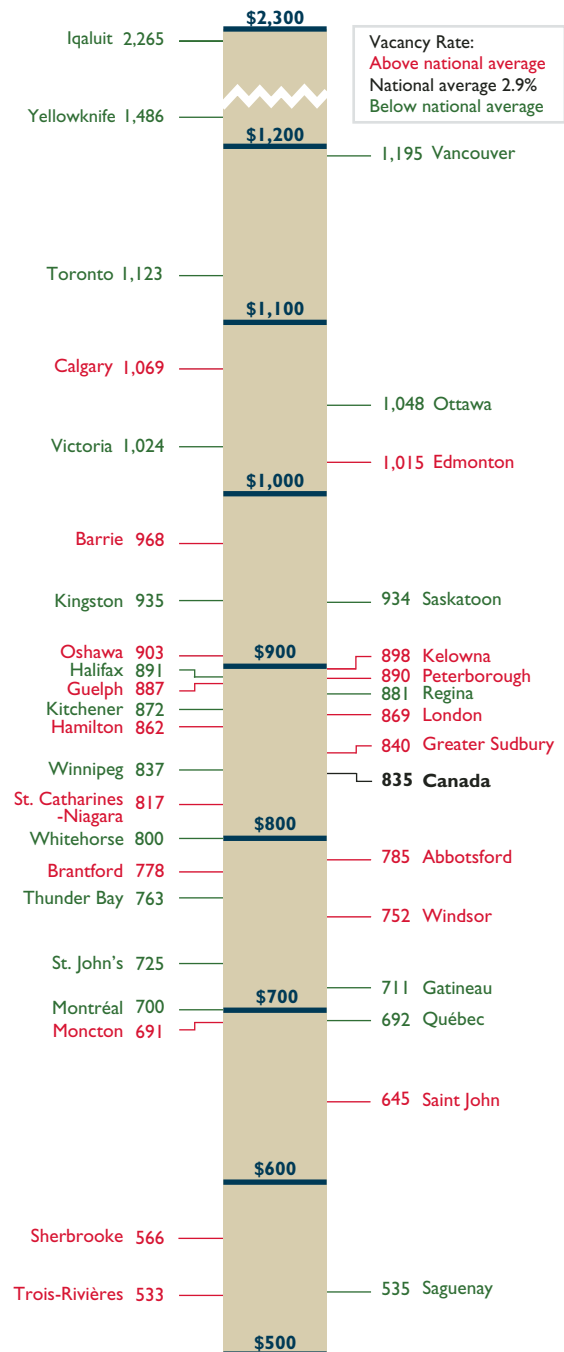 $2,300
Iqaluit 2,265
Vacancy Rate:
Above national average
National average 2.9%
Below national average
Yellowknife 1,486
$1,200
1,195 Vancouver
Toronto 1,123
$1,100
Calgary 1,069
1,048 Ottawa
Victoria 1,024
1,015 Edmonton
$1,000
Barrie 968
Kingston 935
934 Saskatoon
Oshawa 903
$900
898 Kelowna
Halifax 891
890 Peterborough
Guelph 887
881 Regina
Kitchener 872
869 London
Hamilton 862
840 Greater Sudbury
Winnipeg 837
835 Canada
St. Catharines 817
-Niagara
$800
Whitehorse 800
785 Abbotsford
Brantford 778
Thunder Bay 763
752 Windsor
St. John's 725
711 Gatineau
$700
Montréal 700
692 Québec
Moncton 691
645 Saint John
$600
Sherbrooke 566
535 Saguenay
Trois-Rivières 533
$500